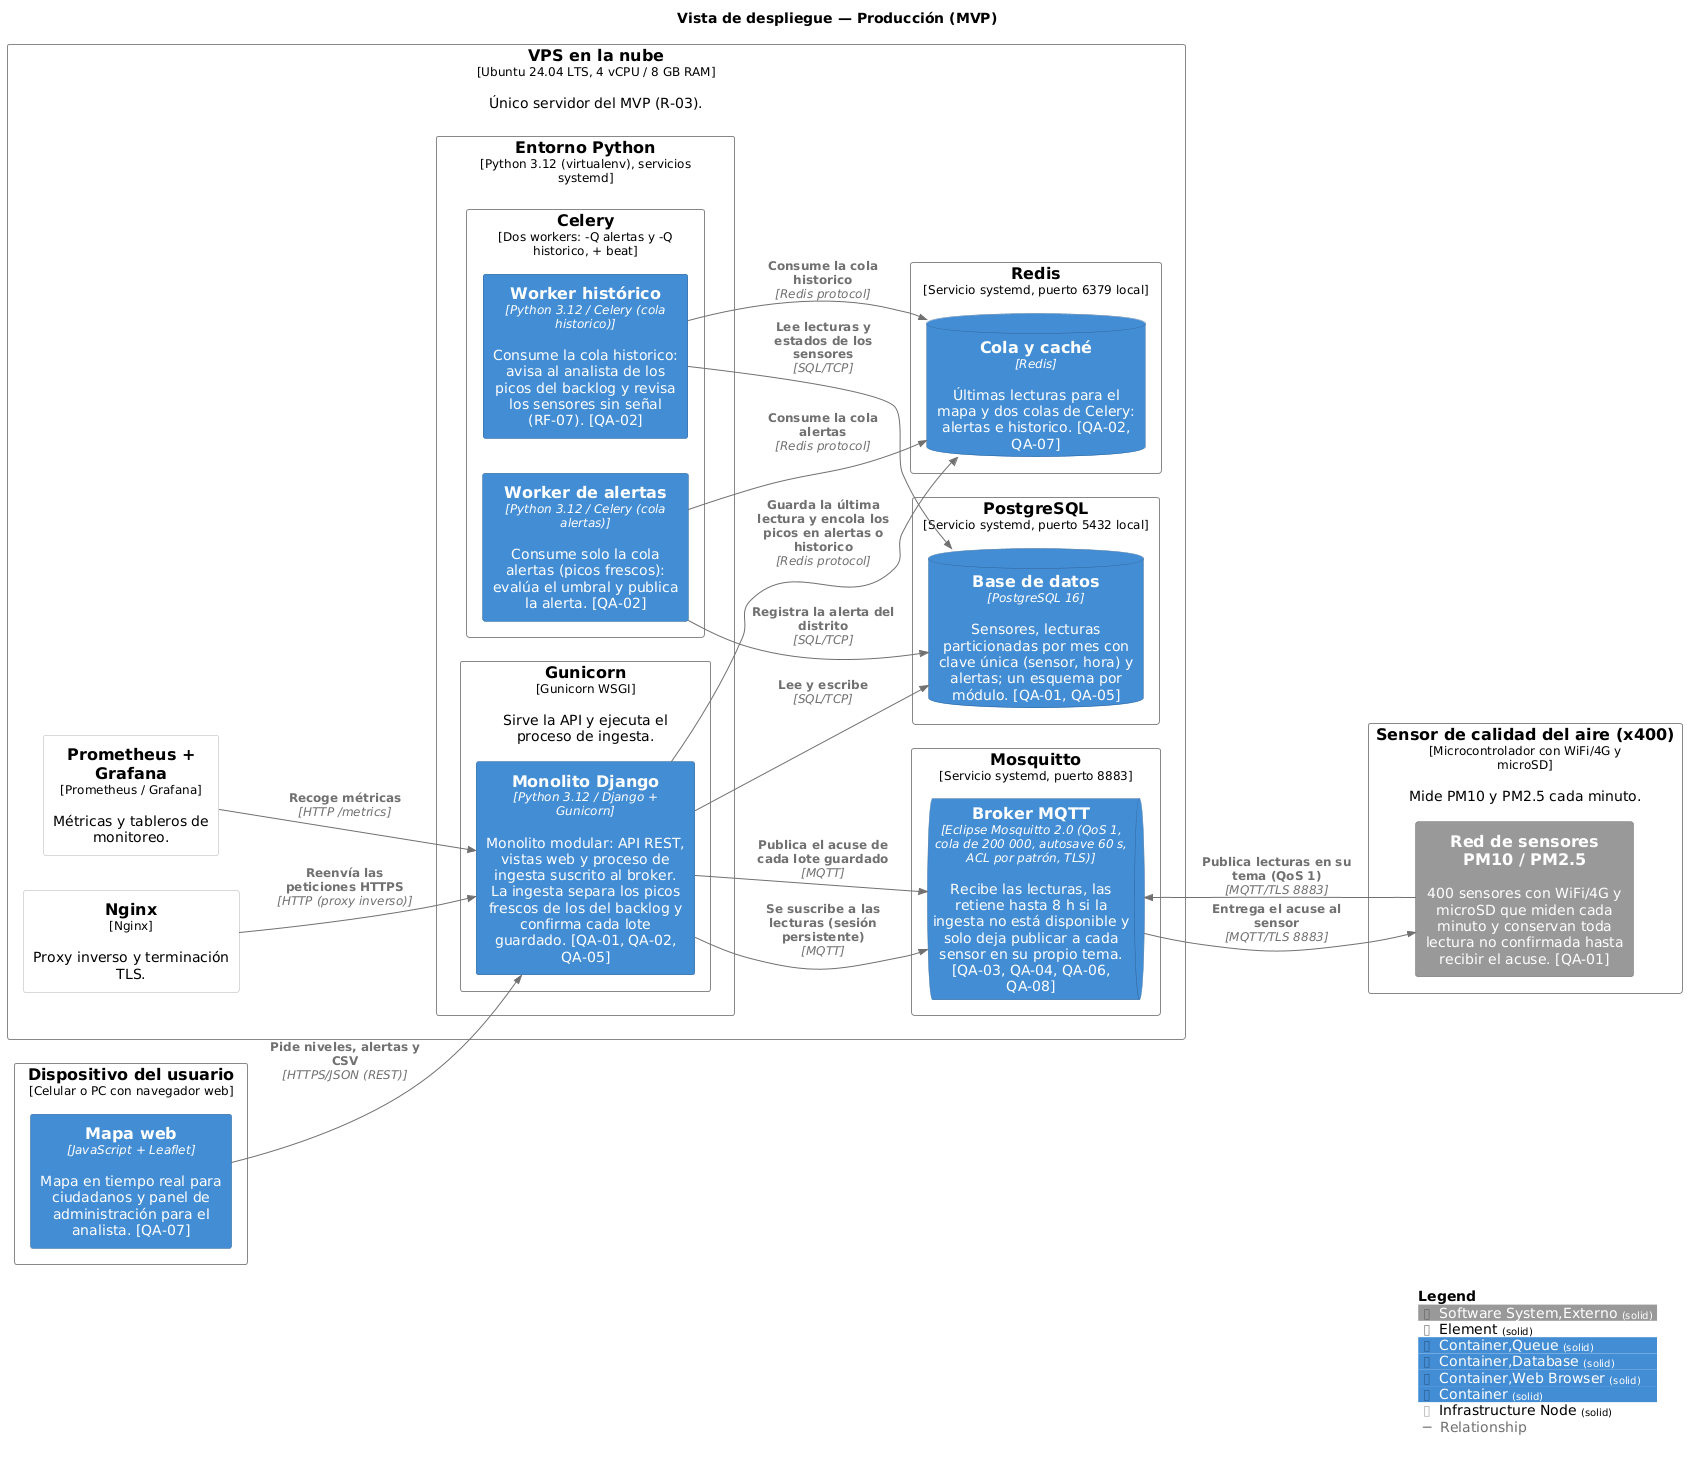 Vista de despliegue — Producción (MVP)
VPS en la nube
[Ubuntu 24.04 LTS, 4 vCPU / 8 GB RAM]
Único servidor del MVP (R-03).
Entorno Python
[Python 3.12 (virtualenv), servicios
systemd]
Celery
[Dos workers: -Q alertas y -Q
historico, + beat]
Worker histórico
[Python 3.12 / Celery (cola
historico)]
Consume la cola historico:
avisa al analista de los
picos del backlog y revisa
los sensores sin señal
(RF-07). [QA-02]
Worker de alertas
[Python 3.12 / Celery (cola
alertas)]
Consume solo la cola
alertas (picos frescos):
evalúa el umbral y publica
la alerta. [QA-02]
Gunicorn
[Gunicorn WSGI]
Sirve la API y ejecuta el
proceso de ingesta.
Monolito Django
[Python 3.12 / Django +
Gunicorn]
Monolito modular: API REST,
vistas web y proceso de
ingesta suscrito al broker.
La ingesta separa los picos
frescos de los del backlog y
confirma cada lote
guardado. [QA-01, QA-02,
QA-05]
Prometheus +
Grafana
[Prometheus / Grafana]
Métricas y tableros de
monitoreo.
Nginx
[Nginx]
Proxy inverso y terminación
TLS.
Recoge métricas
[HTTP /metrics]
Reenvía las
peticiones HTTPS
[HTTP (proxy inverso)]
Consume la cola
historico
[Redis protocol]
Lee lecturas y
estados de los
sensores
[SQL/TCP]
Consume la cola
alertas
[Redis protocol]
Guarda la última
lectura y encola los
picos en alertas o
historico
[Redis protocol]
Registra la alerta del
distrito
[SQL/TCP]
Lee y escribe
[SQL/TCP]
Publica el acuse de
cada lote guardado
[MQTT]
Se suscribe a las
lecturas (sesión
persistente)
[MQTT]
Redis
[Servicio systemd, puerto 6379 local]
Cola y caché
[Redis]
Últimas lecturas para el
mapa y dos colas de Celery:
alertas e historico. [QA-02,
QA-07]
PostgreSQL
[Servicio systemd, puerto 5432 local]
Base de datos
[PostgreSQL 16]
Sensores, lecturas
particionadas por mes con
clave única (sensor, hora) y
alertas; un esquema por
módulo. [QA-01, QA-05]
Mosquitto
[Servicio systemd, puerto 8883]
Broker MQTT
[Eclipse Mosquitto 2.0 (QoS 1,
cola de 200 000, autosave 60 s,
ACL por patrón, TLS)]
Recibe las lecturas, las
retiene hasta 8 h si la
ingesta no está disponible y
solo deja publicar a cada
sensor en su propio tema.
[QA-03, QA-04, QA-06,
QA-08]
Publica lecturas en su
tema (QoS 1)
[MQTT/TLS 8883]
Entrega el acuse al
sensor
[MQTT/TLS 8883]
Sensor de calidad del aire (x400)
[Microcontrolador con WiFi/4G y
microSD]
Mide PM10 y PM2.5 cada minuto.
Red de sensores
PM10 / PM2.5
400 sensores con WiFi/4G y
microSD que miden cada
minuto y conservan toda
lectura no confirmada hasta
recibir el acuse. [QA-01]
Pide niveles, alertas y
CSV
[HTTPS/JSON (REST)]
Dispositivo del usuario
[Celular o PC con navegador web]
Mapa web
[JavaScript + Leaflet]
Mapa en tiempo real para
ciudadanos y panel de
administración para el
analista. [QA-07]
Legend
Software System,Externo (solid)
Element (solid)
Container,Queue (solid)
Container,Database (solid)
Container,Web Browser (solid)
Container (solid)
Infrastructure Node (solid)
Relationship